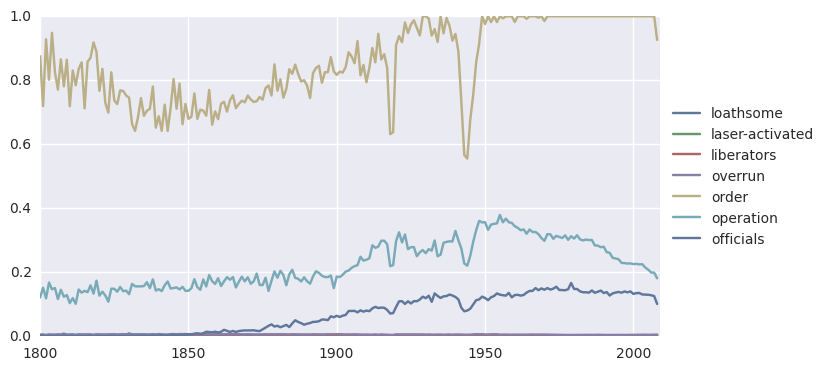 1.0
0.8
0.6
0.4
0.2
0.0
1800
1850
1900
1950
2000
loathsome
laser-activated
liberators
overrun
order
operation
officials